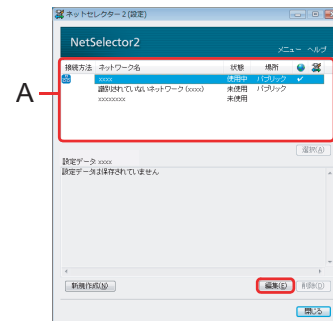 ネットセレクター2(設定)
NetSelector2
メニュー ヘルプ
接続方法 ネットワーク名 状態 場所
xxxx 使用中 パブリック ✔
識別されていないネットワーク(xxxx) 未使用 パブリック
xxxxxxxx 未使用
A
選択(A)
設定データ xxxx
設定データは保存されていません
新規作成(N) 編集(E) 削除(D)
閉じる